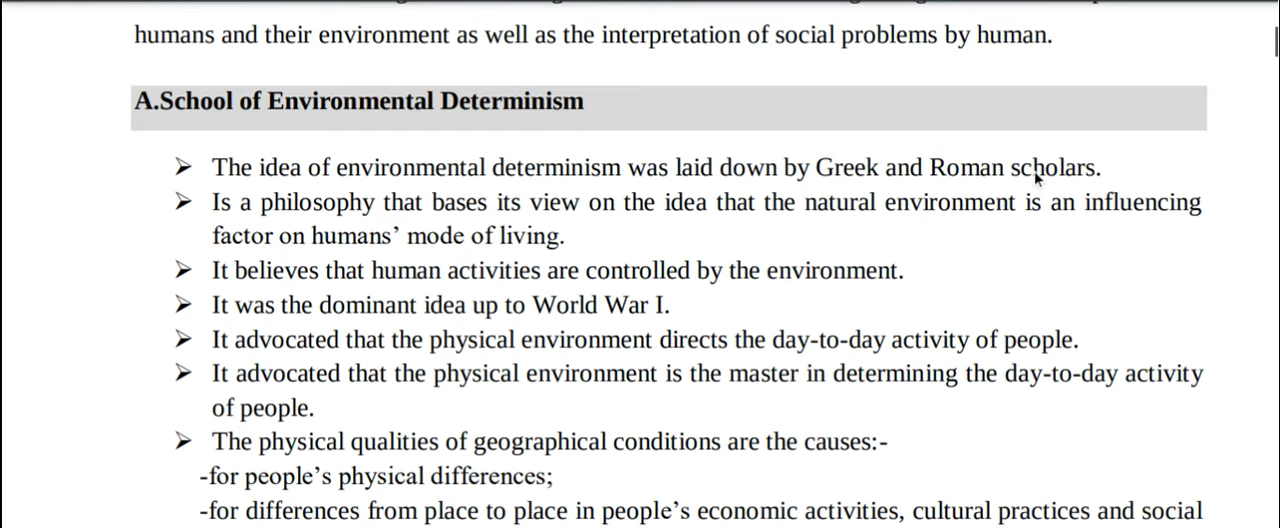 humans and their environment as well as the interpretation of social problems by human.
A.School of Environmental Determinism
➢ The idea of environmental determinism was laid down by Greek and Roman scholars.
➢ Is a philosophy that bases its view on the idea that the natural environment is an influencing
factor on humans’ mode of living.
➢ It believes that human activities are controlled by the environment.
➢ It was the dominant idea up to World War I.
➢ It advocated that the physical environment directs the day-to-day activity of people.
➢ It advocated that the physical environment is the master in determining the day-to-day activity
of people.
➢ The physical qualities of geographical conditions are the causes:-
-for people’s physical differences;
-for differences from place to place in people’s economic activities, cultural practices and social